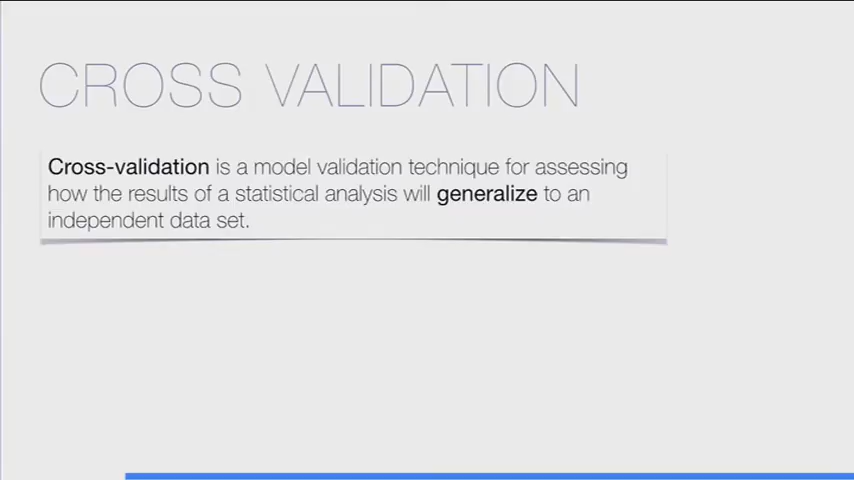 CROSS VALIDATION
Cross-validation is a model validation technique for assessing
how the results of a statistical analysis will generalize to an
independent data set.